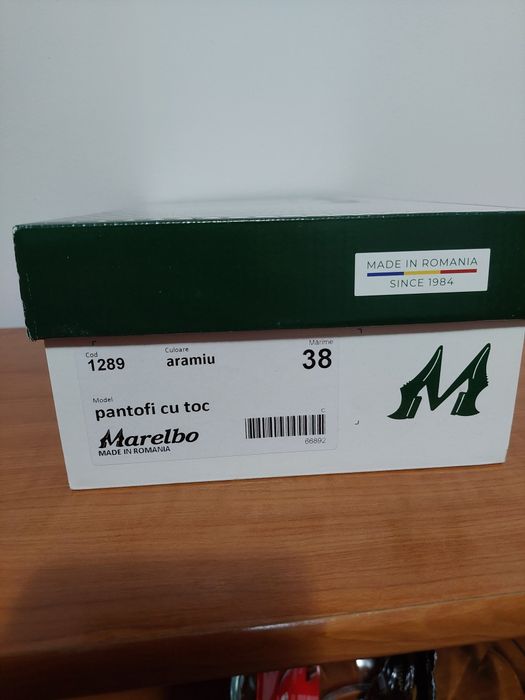 MADE IN ROMANIA
SINCE 1984
Cod Culoare Mărime
1289 aramiu 38
Model
pantofi cu toc
C
Marelbo
66892
MADE IN ROMANIA
M